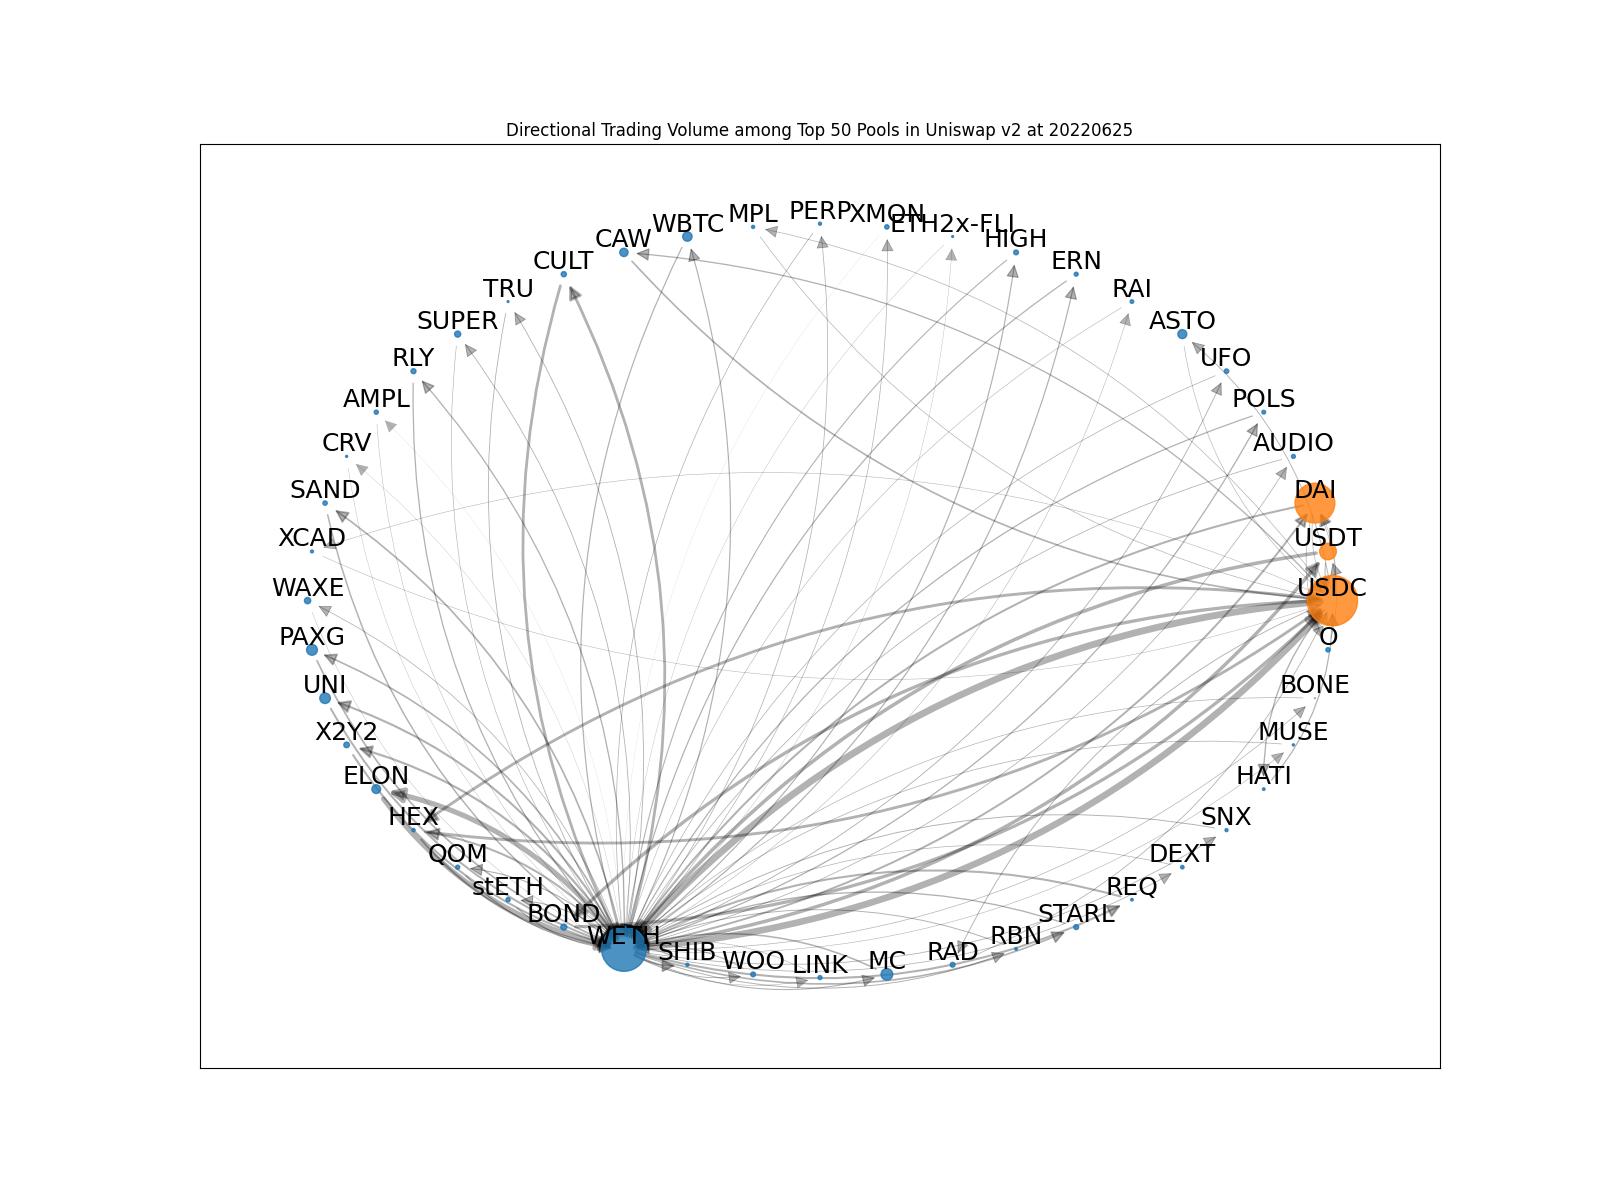 Directional Trading Volume among Top 50 Pools in Uniswap v2 at 20220625
MPL
PERP
XMON
WBTC
ETH2x-FLI
CAW
HIGH
CULT
ERN
TRU
RAI
SUPER
ASTO
RLY
UFO
AMPL
POLS
CRV
AUDIO
SAND
DAI
XCAD
USDT
WAXE
USDC
PAXG
O
UNI
BONE
X2Y2
MUSE
ELON
HATI
HEX
SNX
QOM
DEXT
stETH
REQ
BOND
STARL
WETH
RBN
SHIB
RAD
WOO
LINK
MC